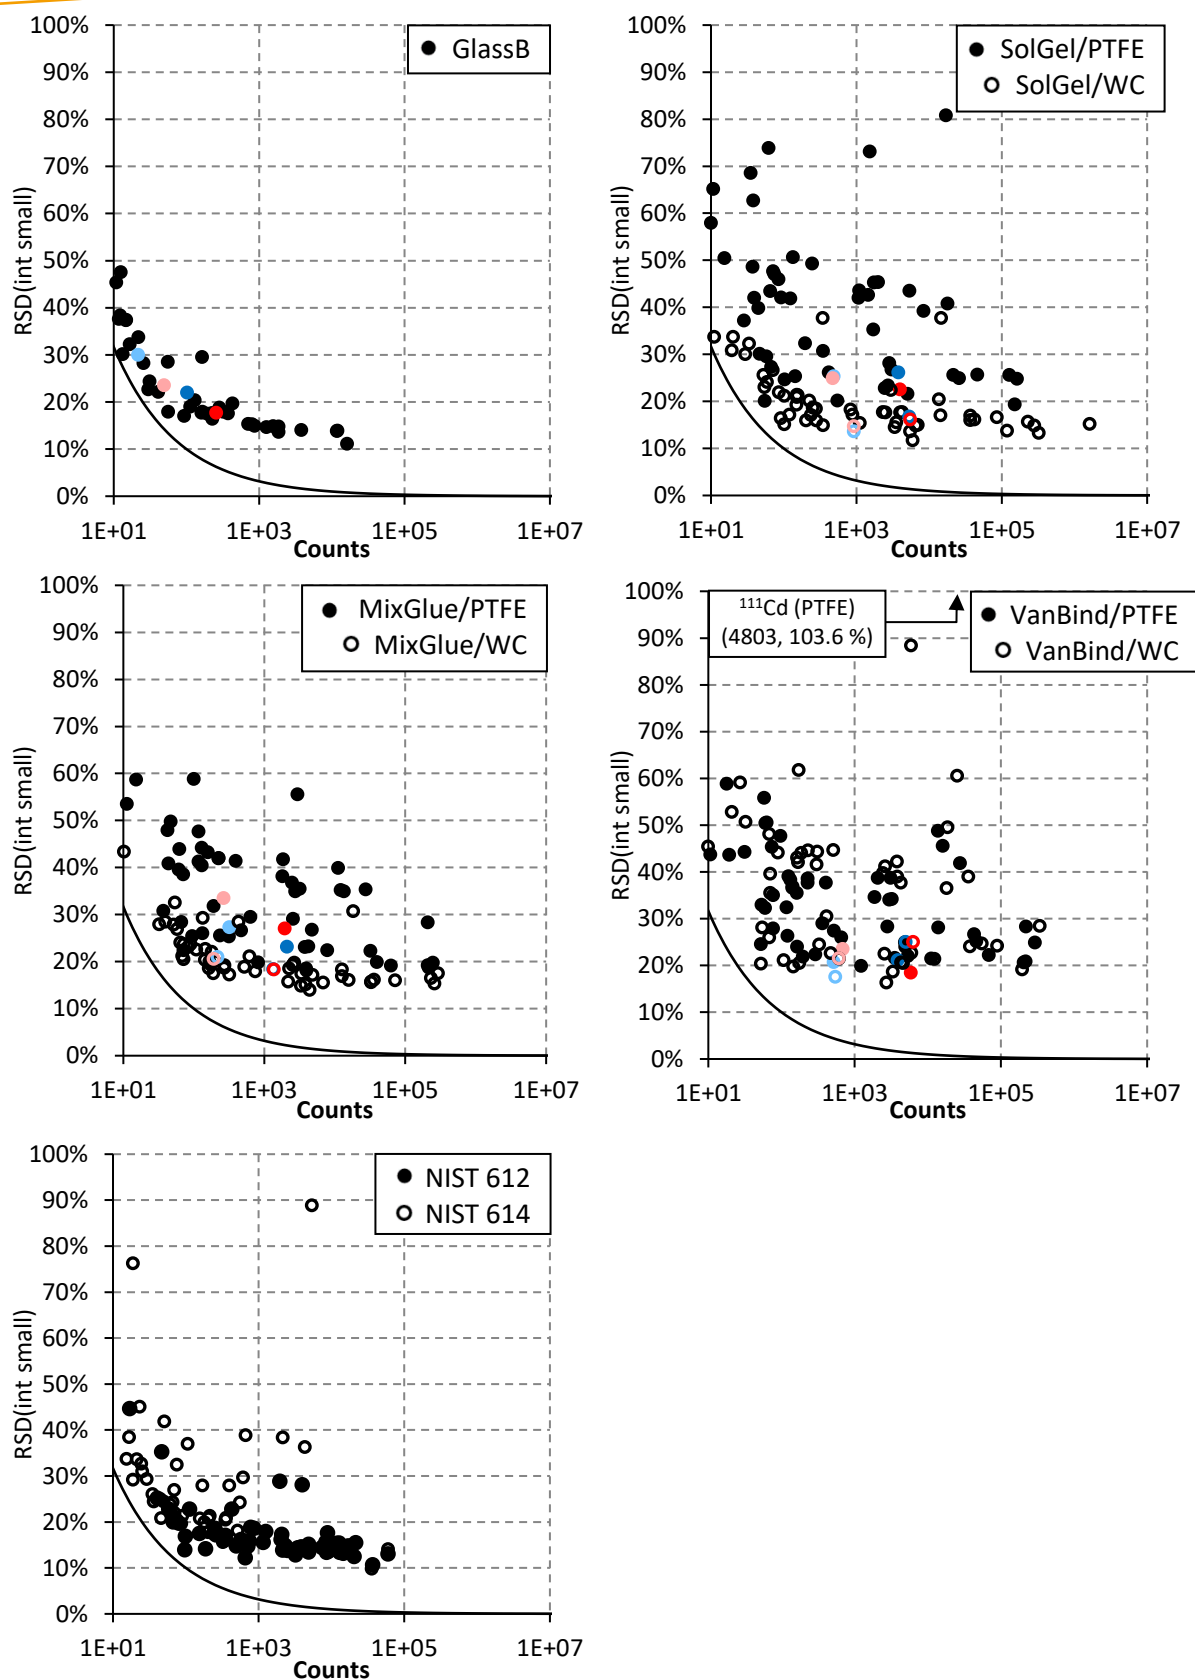 100%
90%
80%
70%
60%
50%
40%
30%
20%
10%
0%
RSD(int small)
GlassB
1E+01 1E+03 1E+05 1E+07
Counts
100%
90%
80%
70%
60%
50%
40%
30%
20%
10%
0%
RSD(int small)
SolGel/PTFE
SolGel/WC
1E+01 1E+03 1E+05 1E+07
Counts
100%
90%
80%
70%
60%
50%
40%
30%
20%
10%
0%
RSD(int small)
MixGlue/PTFE
MixGlue/WC
1E+01 1E+03 1E+05 1E+07
Counts
100%
90%
80%
70%
60%
50%
40%
30%
20%
10%
0%
RSD(int small)
¹¹¹Cd (PTFE)
(4803, 103.6 %)
VanBind/PTFE
VanBind/WC
1E+01 1E+03 1E+05 1E+07
Counts
100%
90%
80%
70%
60%
50%
40%
30%
20%
10%
0%
RSD(int small)
NIST 612
NIST 614
1E+01 1E+03 1E+05 1E+07
Counts